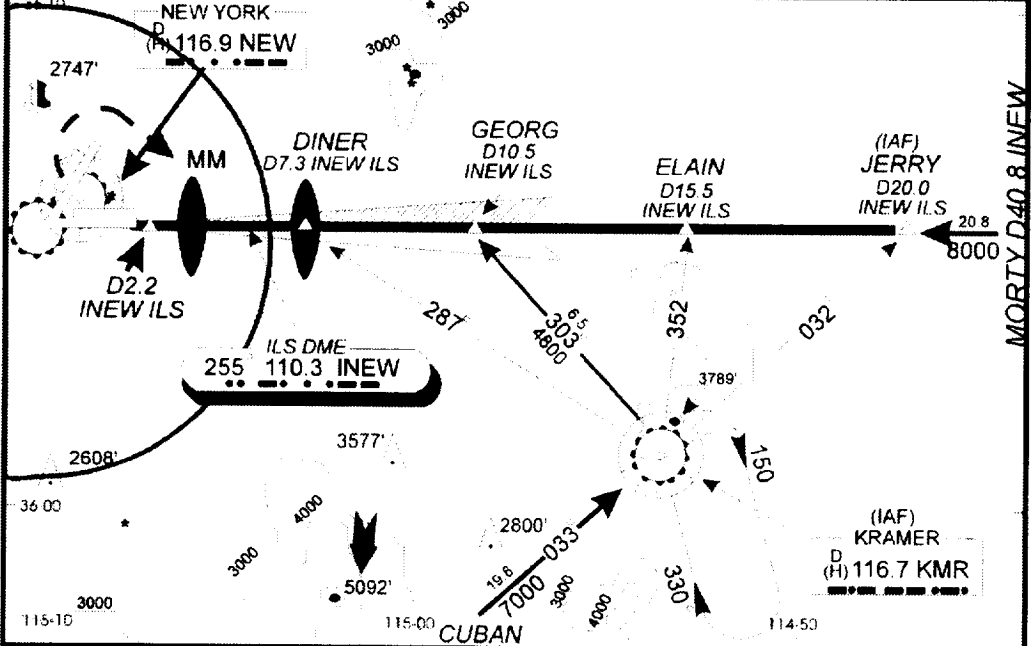 NEW YORK
D
(H) 116.9 NEW
3000
3000
2747'
MM
DINER
D7.3 INEW ILS
GEORG
D10.5
INEW ILS
ELAIN
D15.5
INEW ILS
(IAF)
JERRY
D20.0
INEW ILS
20.8
8000
MORTY D40.8 INEW
D2.2
INEW ILS
287
6.5
303
4800
352
032
ILS DME
255 110.3 INEW
3789'
3577'
150
2608'
36-00
4000
2800'
033
(IAF)
KRAMER
D
(H) 116.7 KMR
3000
5092'
19.6
7000
3000
4000
330
3000
115-10
115-00
CUBAN
114-50